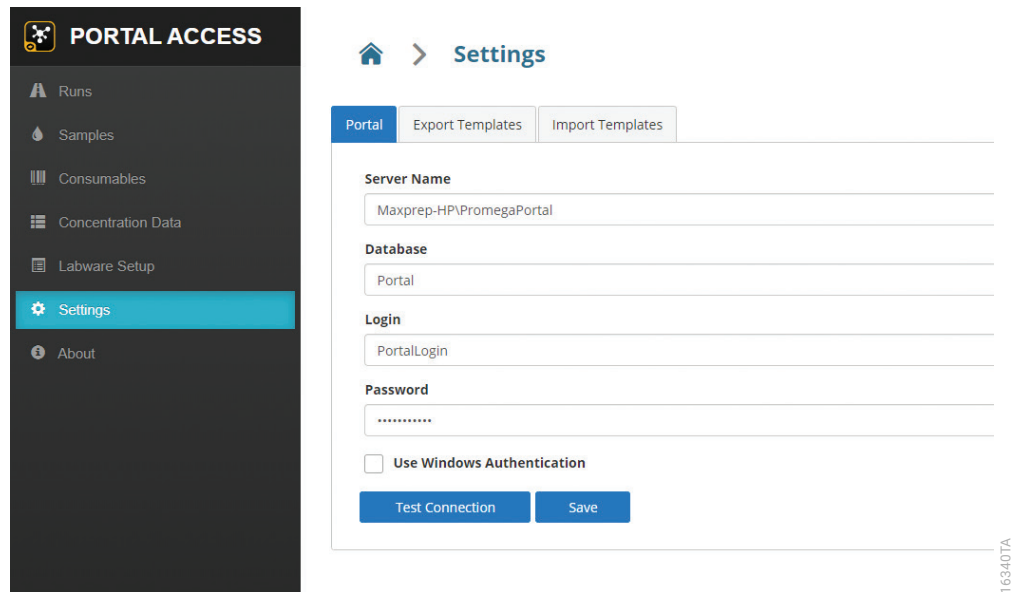 PORTAL ACCESS
Runs
Samples
Consumables
Concentration Data
Labware Setup
Settings
About
Settings
Portal
Export Templates
Import Templates
Server Name
Maxprep-HP\PromegaPortal
Database
Portal
Login
PortalLogin
Password
•••••••••••
Use Windows Authentication
Test Connection
Save
16340TA